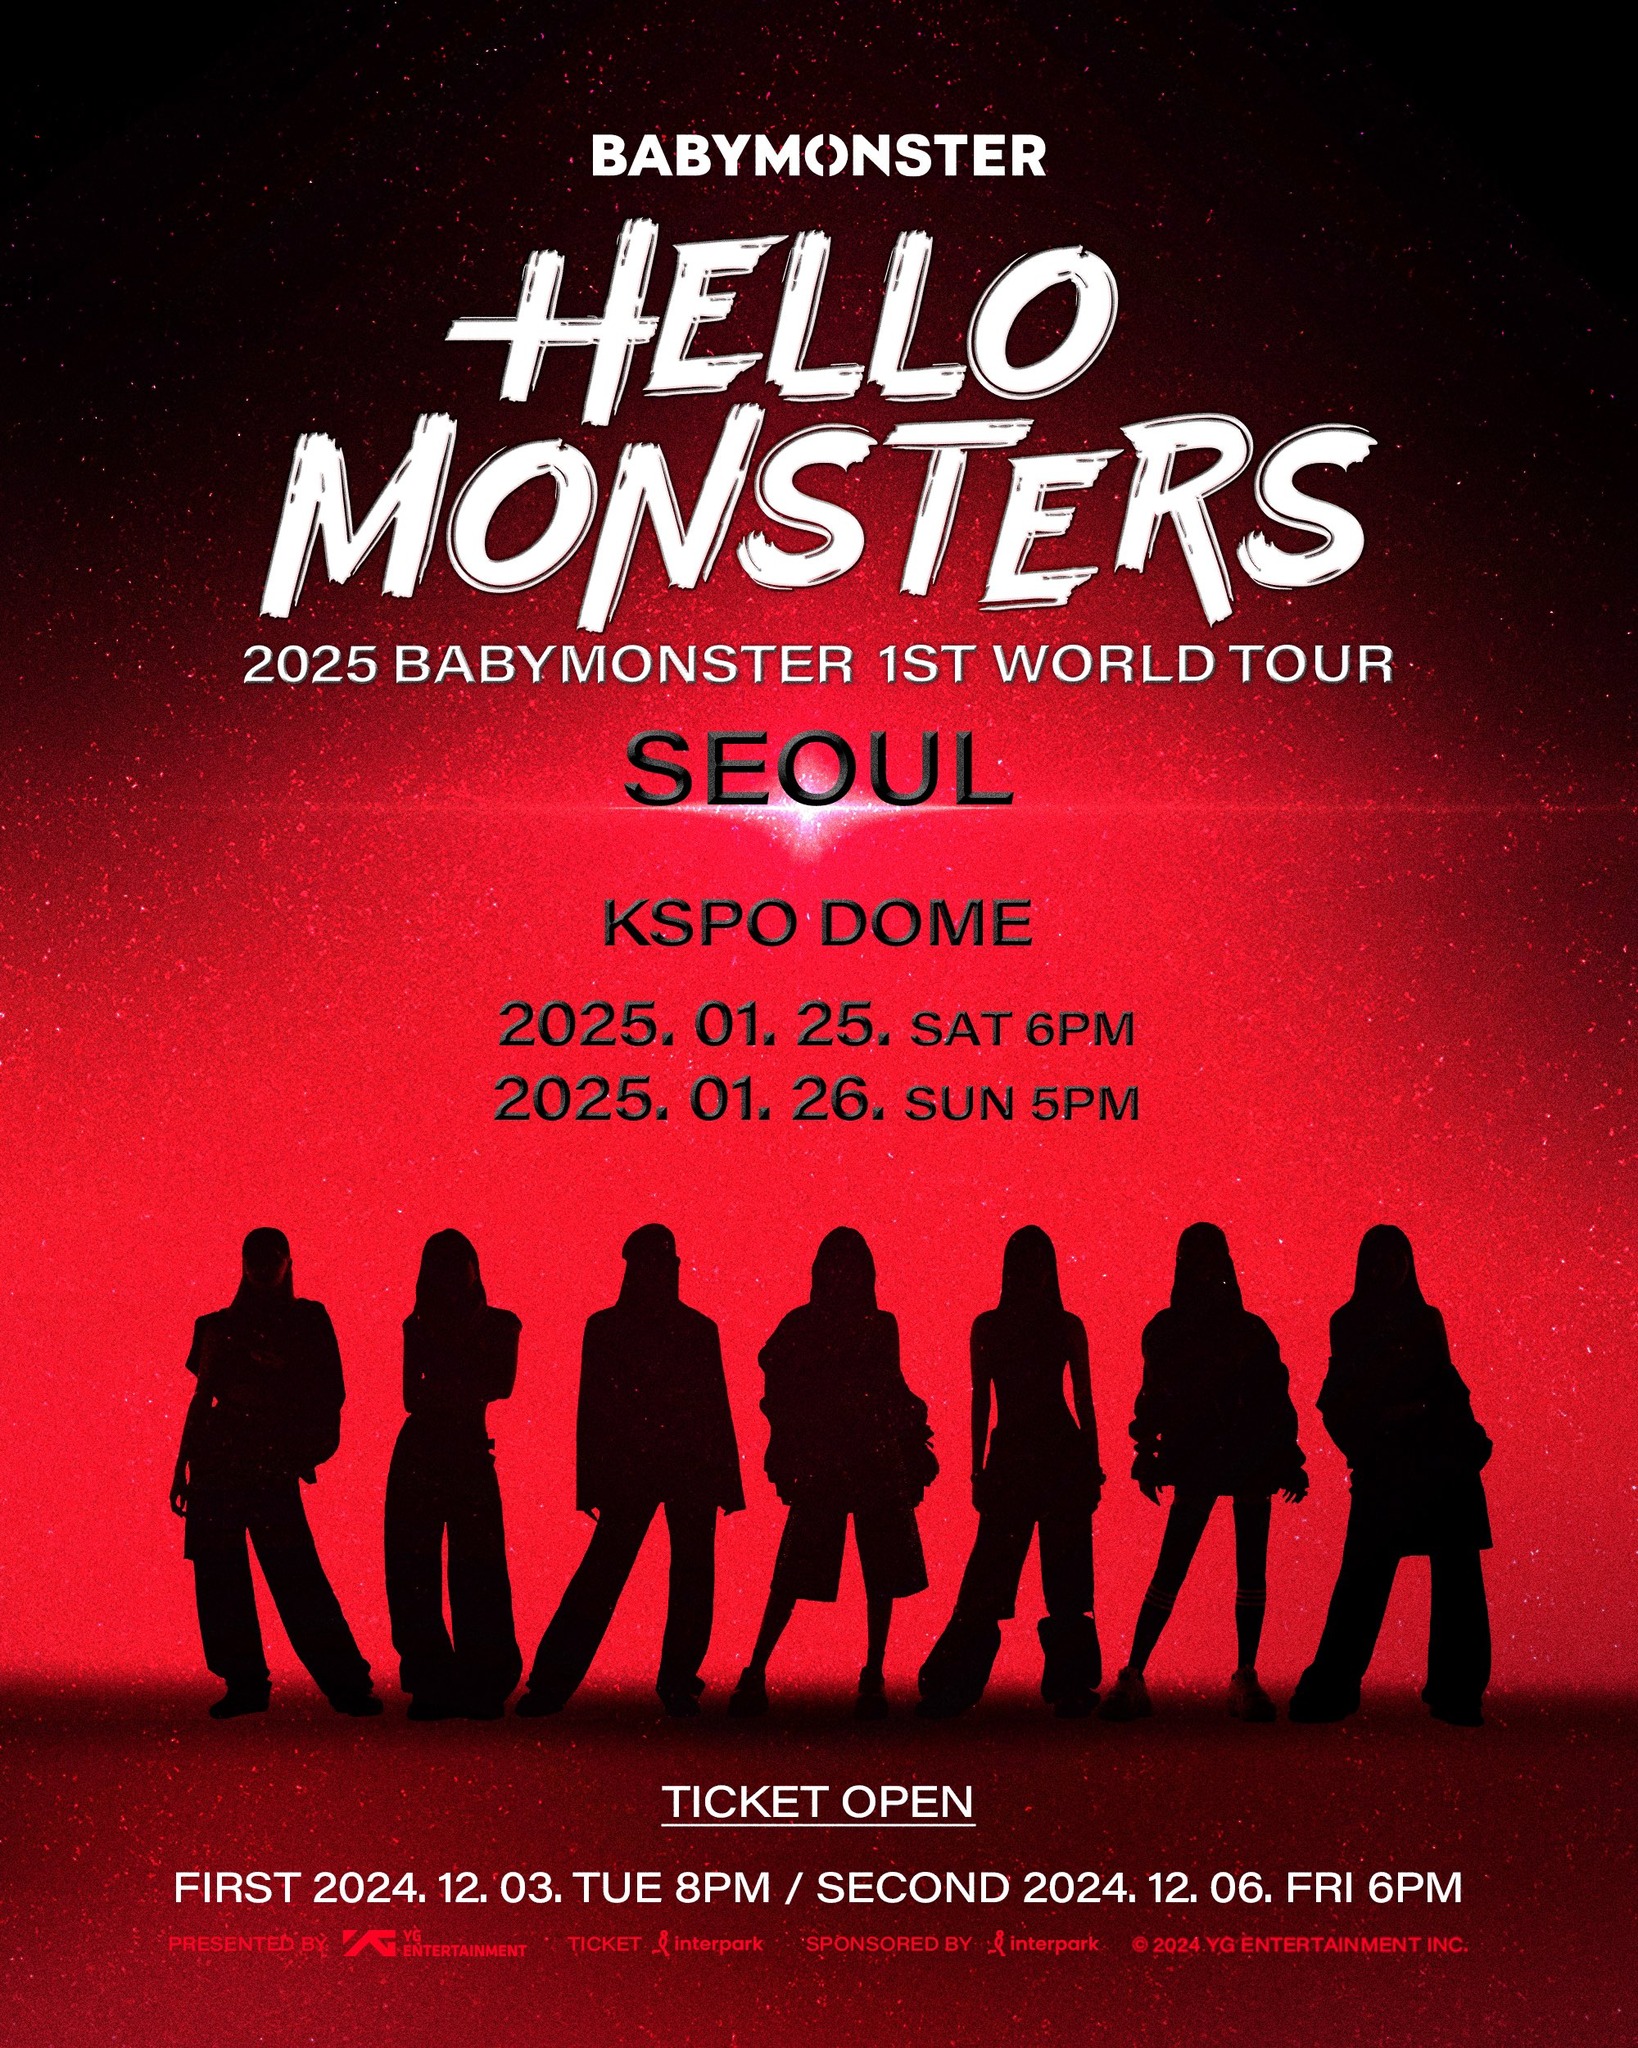 BABYMONSTER
HELLO
MONSTERS
2025 BABYMONSTER 1ST WORLD TOUR
SEOUL
KSPO DOME
2025. 01. 25. SAT 6PM
2025. 01. 26. SUN 5PM
TICKET OPEN
FIRST 2024. 12. 03. TUE 8PM / SECOND 2024. 12. 06. FRI 6PM
PRESENTED BY YG YG ENTERTAINMENT TICKET interpark SPONSORED BY interpark © 2024 YG ENTERTAINMENT INC.